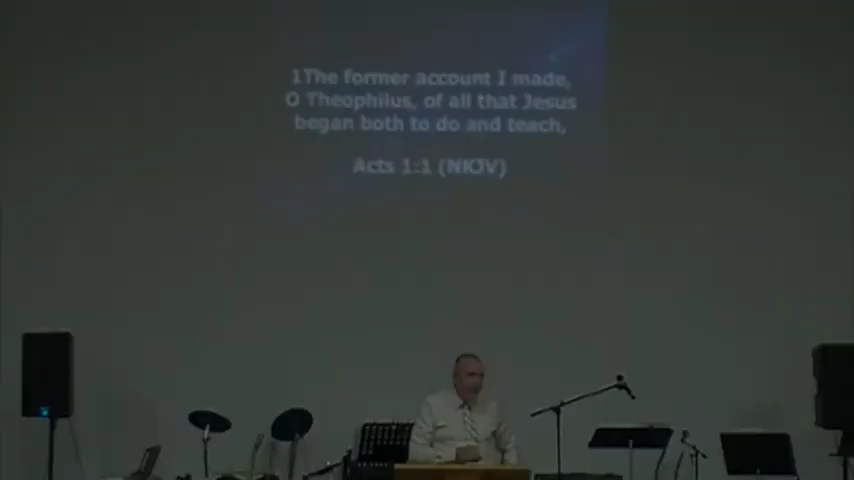 1The former account I made,
O Theophilus, of all that Jesus
began both to do and teach,
Acts 1:1 (NKJV)